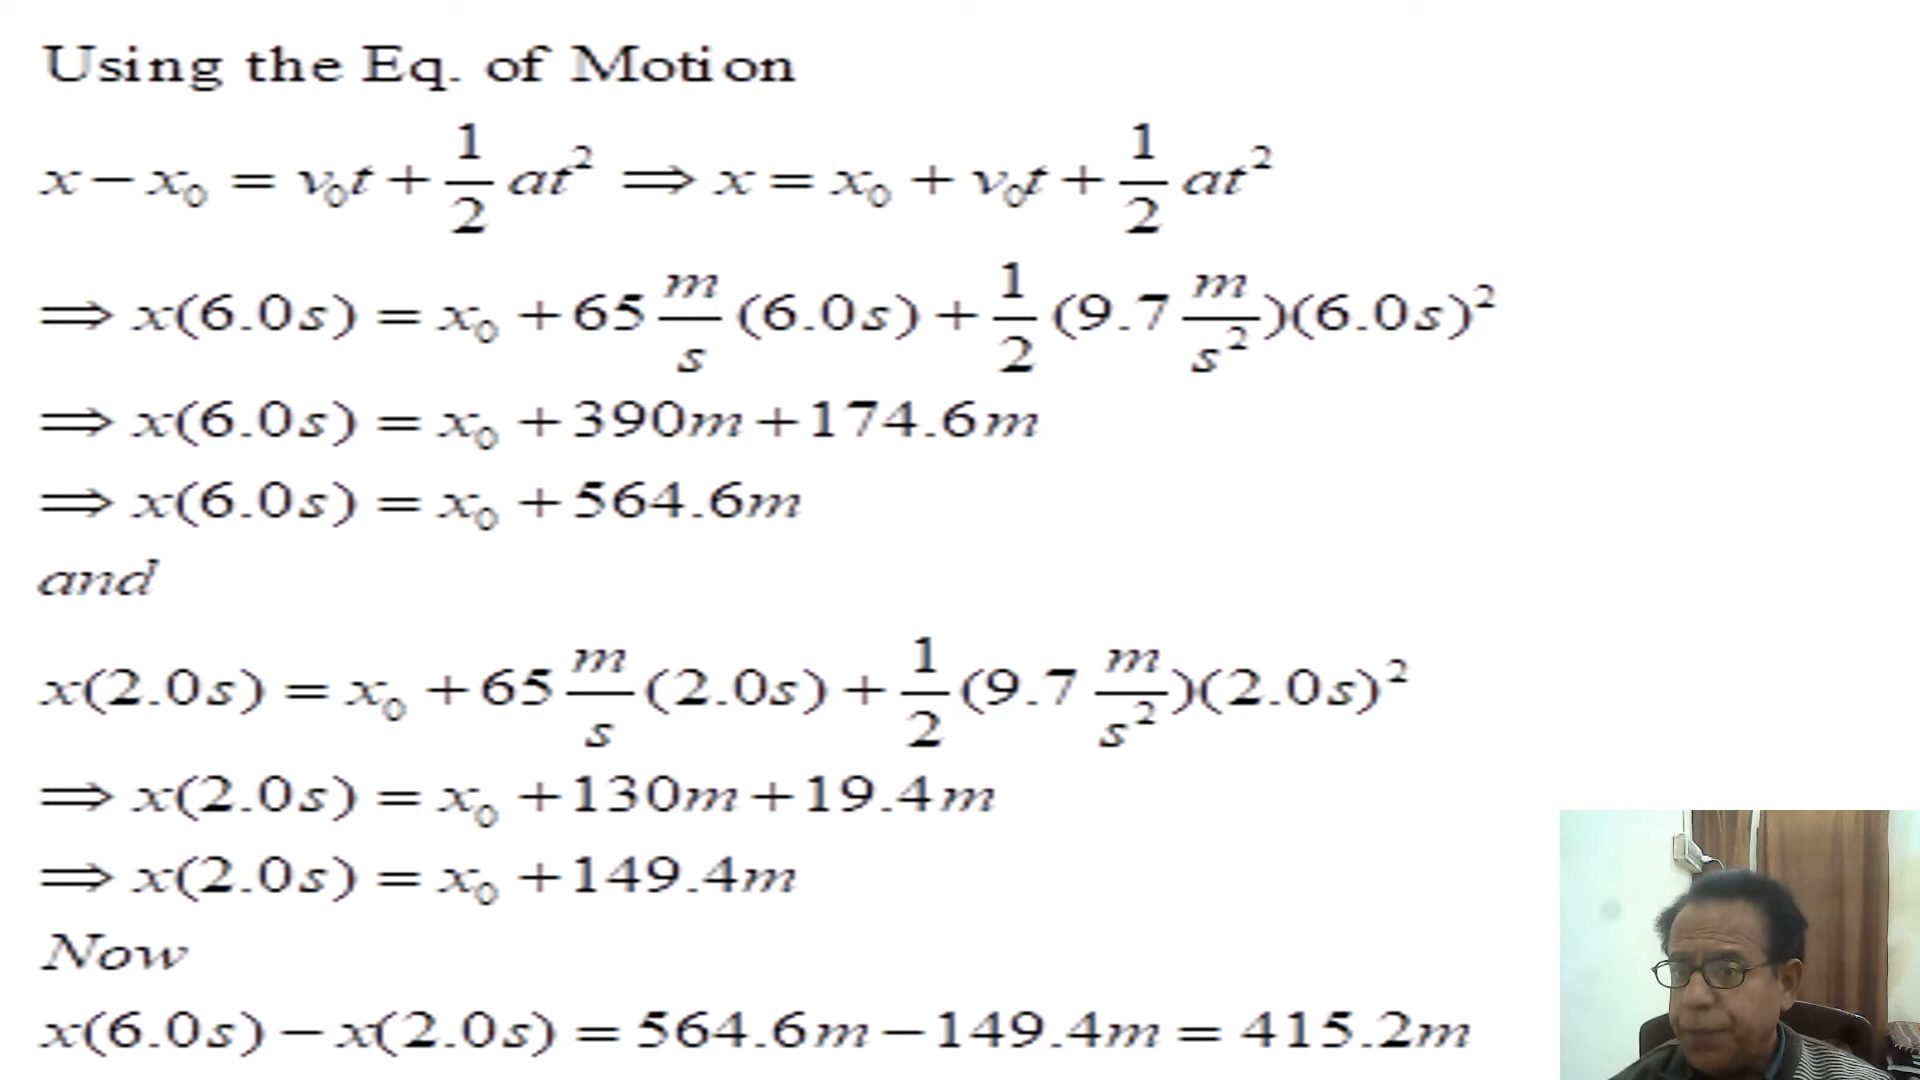 Using the Eq. of Motion
x − x₀ = v₀t + 1/2 at² ⇒ x = x₀ + v₀t + 1/2 at²
⇒ x(6.0s) = x₀ + 65 m/s (6.0s) + 1/2 (9.7 m/s²)(6.0s)²
⇒ x(6.0s) = x₀ + 390m + 174.6m
⇒ x(6.0s) = x₀ + 564.6m
and
x(2.0s) = x₀ + 65 m/s (2.0s) + 1/2 (9.7 m/s²)(2.0s)²
⇒ x(2.0s) = x₀ + 130m + 19.4m
⇒ x(2.0s) = x₀ + 149.4m
Now
x(6.0s) − x(2.0s) = 564.6m − 149.4m = 415.2m